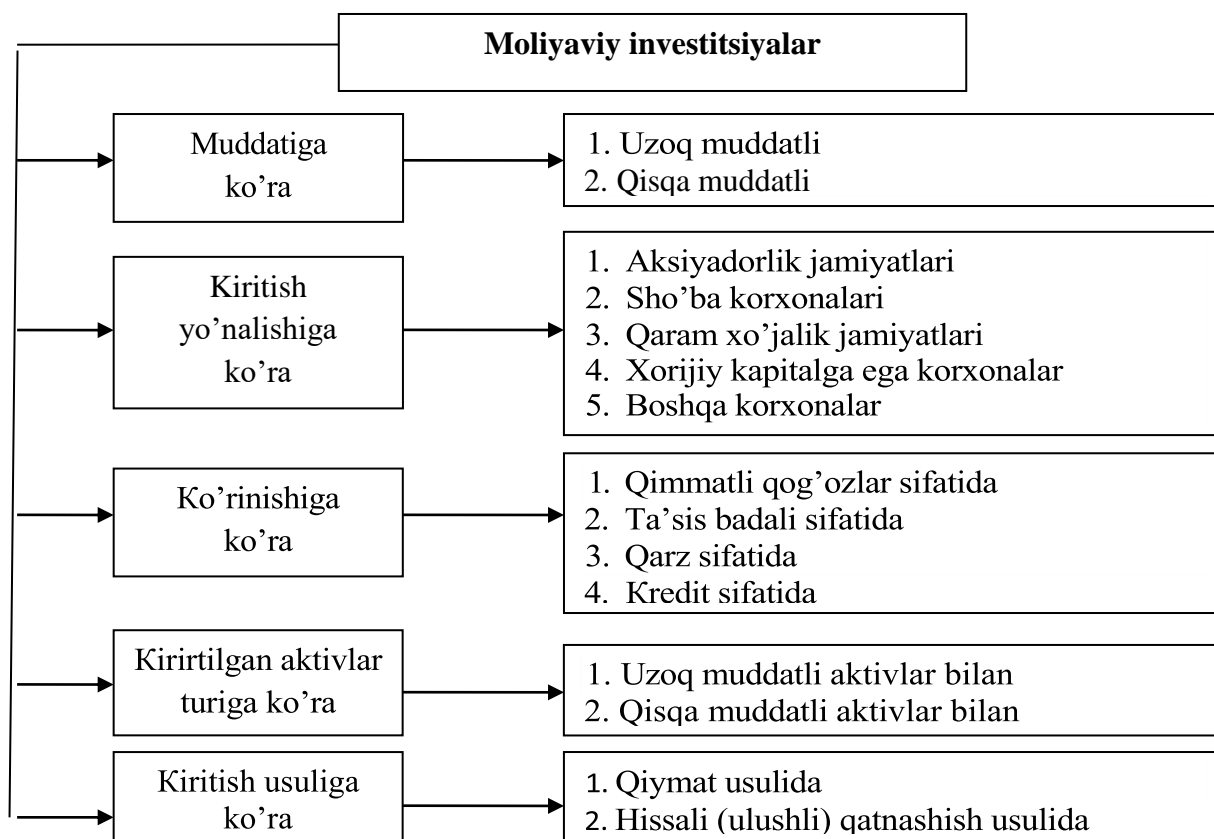 Moliyaviy investitsiyalar
Muddatiga
ko’ra
1. Uzoq muddatli
2. Qisqa muddatli
Kiritish
yo’nalishiga
ko’ra
1. Aksiyadorlik jamiyatlari
2. Sho’ba korxonalari
3. Qaram xo’jalik jamiyatlari
4. Xorijiy kapitalga ega korxonalar
5. Boshqa korxonalar
Ko’rinishiga
ko’ra
1. Qimmatli qog’ozlar sifatida
2. Ta’sis badali sifatida
3. Qarz sifatida
4. Kredit sifatida
Kirirtilgan aktivlar
turiga ko’ra
1. Uzoq muddatli aktivlar bilan
2. Qisqa muddatli aktivlar bilan
Kiritish usuliga
ko’ra
1. Qiymat usulida
2. Hissali (ulushli) qatnashish usulida